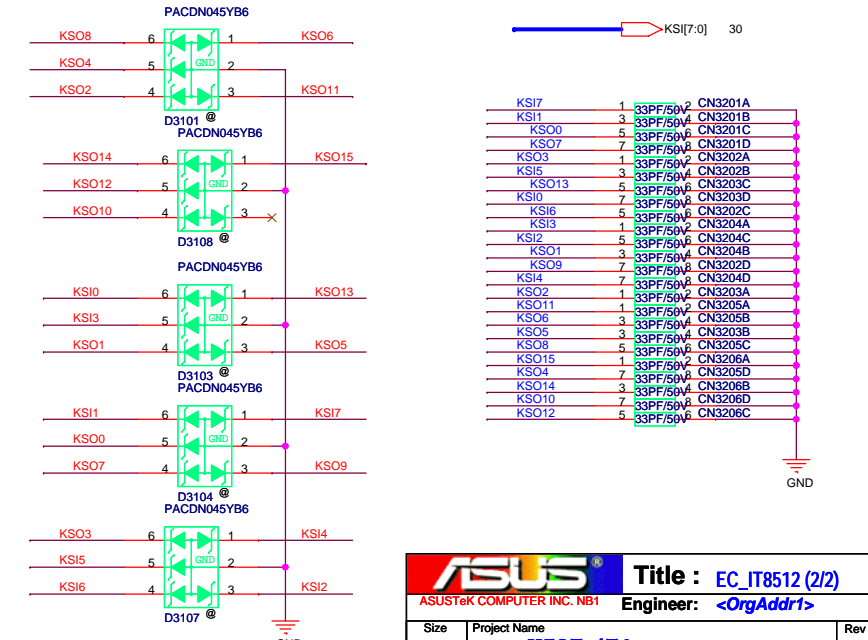 PACDN045YB6
KSO8 6 1 KSO6
KSO4 5 GND 2
KSO2 4 3 KSO11
D3101 @
PACDN045YB6
KSO14 6 1 KSO15
KSO12 5 GND 2
KSO10 4 3
D3108 @
PACDN045YB6
KSI0 6 1 KSO13
KSI3 5 GND 2
KSO1 4 3 KSO5
D3103 @
PACDN045YB6
KSI1 6 1 KSI7
KSO0 5 GND 2
KSO7 4 3 KSO9
D3104 @
PACDN045YB6
KSO3 6 1 KSI4
KSI5 5 GND 2
KSI6 4 3 KSI2
D3107 @
KSI[7:0] 30
KSI7 1 33PF/50V 2 CN3201A
KSI1 3 33PF/50V 4 CN3201B
KSO0 5 33PF/50V 6 CN3201C
KSO7 7 33PF/50V 8 CN3201D
KSO3 1 33PF/50V 2 CN3202A
KSI5 3 33PF/50V 4 CN3202B
KSO13 5 33PF/50V 6 CN3203C
KSI0 7 33PF/50V 8 CN3203D
KSI6 5 33PF/50V 6 CN3202C
KSI3 1 33PF/50V 2 CN3204A
KSI2 5 33PF/50V 6 CN3204C
KSO1 3 33PF/50V 4 CN3204B
KSO9 7 33PF/50V 8 CN3202D
KSI4 7 33PF/50V 8 CN3204D
KSO2 1 33PF/50V 2 CN3203A
KSO11 1 33PF/50V 2 CN3205A
KSO6 3 33PF/50V 4 CN3205B
KSO5 3 33PF/50V 4 CN3203B
KSO8 5 33PF/50V 6 CN3205C
KSO15 1 33PF/50V 2 CN3206A
KSO4 7 33PF/50V 8 CN3205D
KSO14 3 33PF/50V 4 CN3206B
KSO10 7 33PF/50V 8 CN3206D
KSO12 5 33PF/50V 6 CN3206C
GND
ASUS ®
ASUSTeK COMPUTER INC. NB1
Title : EC_IT8512 (2/2)
Engineer: <OrgAddr1>
Size Project Name Rev